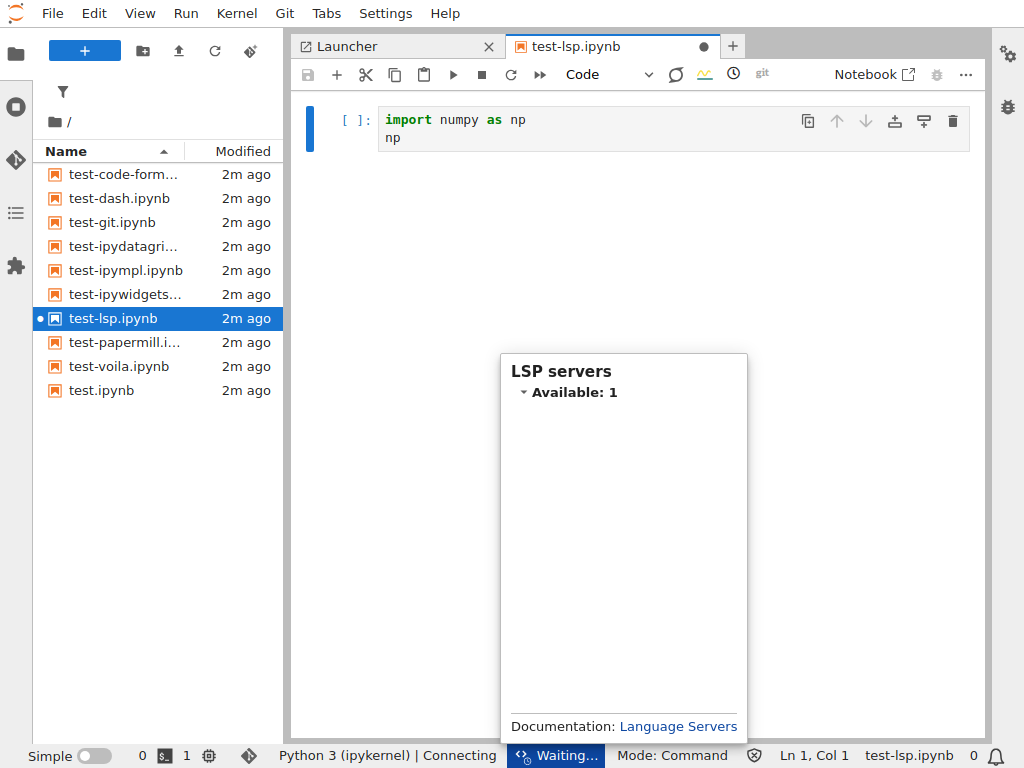 File Edit View Run Kernel Git Tabs Settings Help
Launcher
test-lsp.ipynb
Code
git
Notebook
/
Name Modified
test-code-form... 2m ago
test-dash.ipynb 2m ago
test-git.ipynb 2m ago
test-ipydatagri... 2m ago
test-ipympl.ipynb 2m ago
test-ipywidgets... 2m ago
test-lsp.ipynb 2m ago
test-papermill.i... 2m ago
test-voila.ipynb 2m ago
test.ipynb 2m ago
[ ]: import numpy as np
np
LSP servers
Available: 1
Documentation: Language Servers
Simple 0 $_ 1 Python 3 (ipykernel) | Connecting Waiting... Mode: Command Ln 1, Col 1 test-lsp.ipynb 0